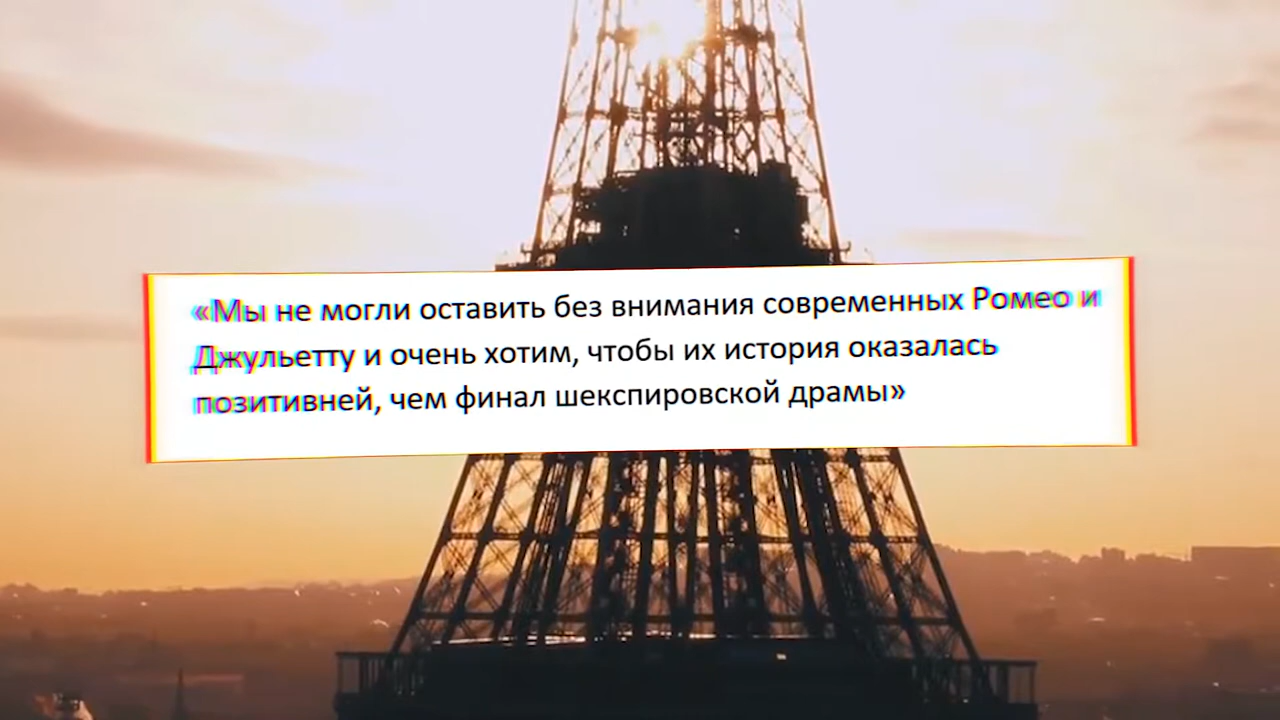 «Мы не могли оставить без внимания современных Ромео и
Джульетту и очень хотим, чтобы их история оказалась
позитивней, чем финал шекспировской драмы»